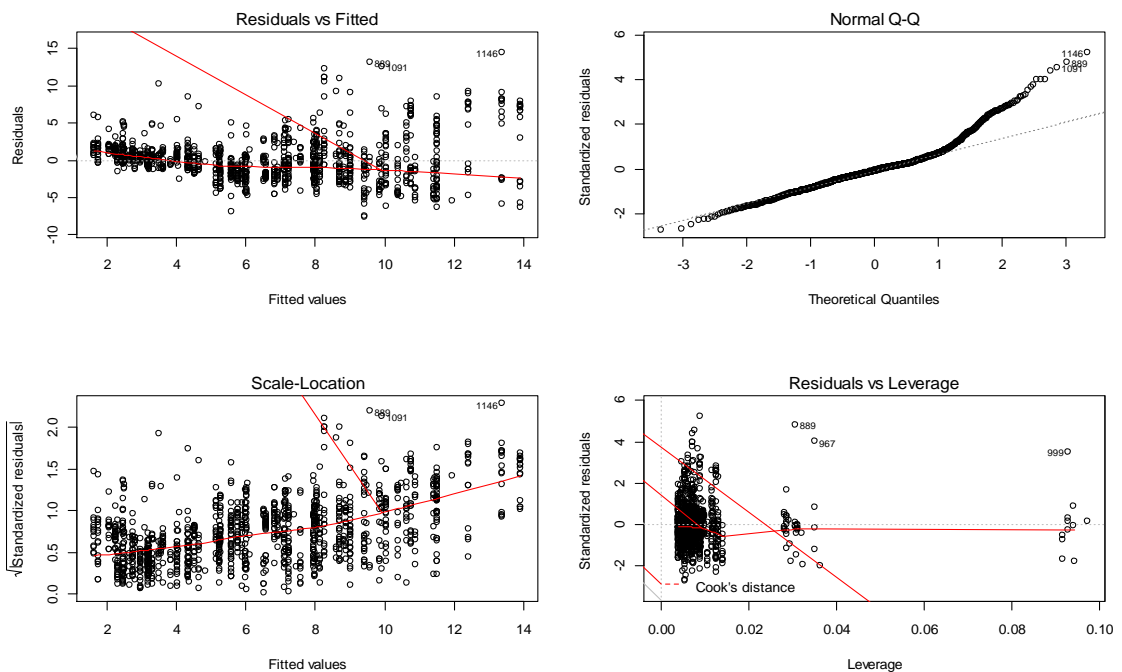 Residuals vs Fitted
Residuals
15
10
5
0
-5
-10
889
1091
1146
2 4 6 8 10 12 14
Fitted values
Normal Q-Q
Standardized residuals
6
4
2
0
-2
1146
889
1091
-3 -2 -1 0 1 2 3
Theoretical Quantiles
Scale-Location
√|Standardized residuals|
2.0
1.5
1.0
0.5
0.0
889
1091
1146
2 4 6 8 10 12 14
Fitted values
Residuals vs Leverage
Standardized residuals
6
4
2
0
-2
889
967
999
Cook's distance
0.00 0.02 0.04 0.06 0.08 0.10
Leverage